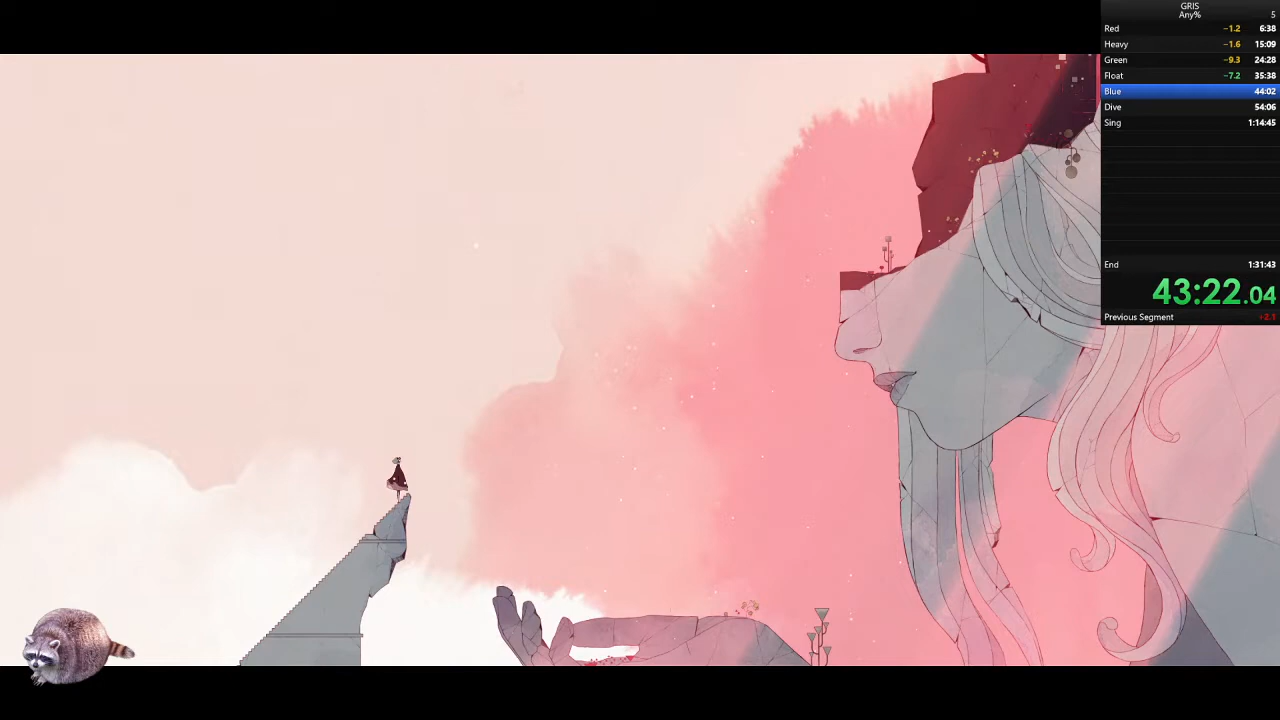 GRIS
Any% 5
Red −1.2 6:38
Heavy −1.6 15:09
Green −9.3 24:28
Float −7.2 35:38
Blue 44:02
Dive 54:06
Sing 1:14:45
End 1:31:43
43:22.04
Previous Segment +2.1